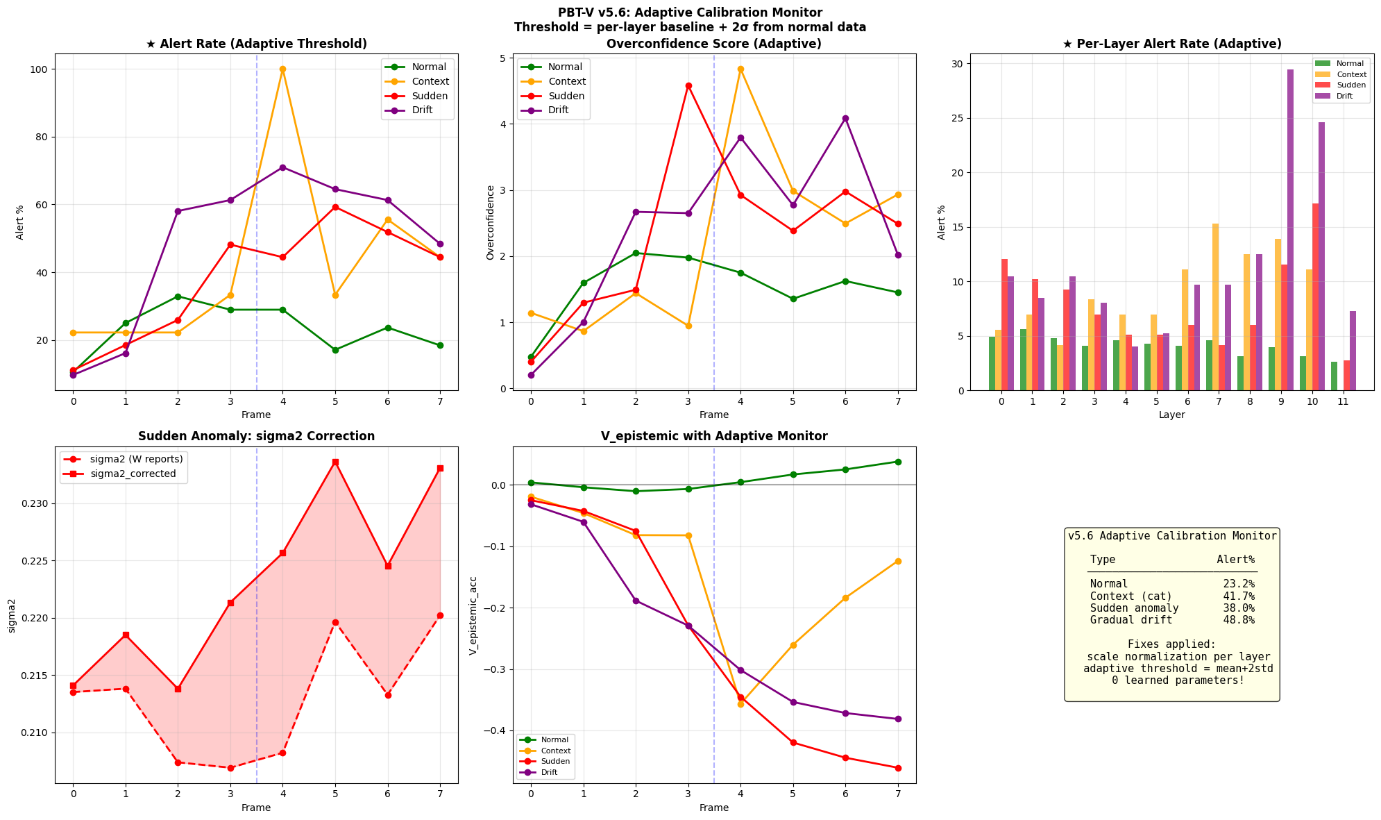 PBT-V v5.6: Adaptive Calibration Monitor
Threshold = per-layer baseline + 2σ from normal data
★ Alert Rate (Adaptive Threshold)
Alert %
100
80
60
40
20
0 1 2 3 4 5 6 7
Frame
Normal
Context
Sudden
Drift
Overconfidence Score (Adaptive)
Overconfidence
5
4
3
2
1
0
0 1 2 3 4 5 6 7
Frame
Normal
Context
Sudden
Drift
★ Per-Layer Alert Rate (Adaptive)
Alert %
30
25
20
15
10
5
0
0 1 2 3 4 5 6 7 8 9 10 11
Layer
Normal
Context
Sudden
Drift
Sudden Anomaly: sigma2 Correction
sigma2
0.230
0.225
0.220
0.215
0.210
0 1 2 3 4 5 6 7
Frame
sigma2 (W reports)
sigma2_corrected
V_epistemic with Adaptive Monitor
V_epistemic_acc
0.0
−0.1
−0.2
−0.3
−0.4
0 1 2 3 4 5 6 7
Frame
Normal
Context
Sudden
Drift
v5.6 Adaptive Calibration Monitor
Type Alert%
Normal 23.2%
Context (cat) 41.7%
Sudden anomaly 38.0%
Gradual drift 48.8%
Fixes applied:
scale normalization per layer
adaptive threshold = mean+2std
0 learned parameters!